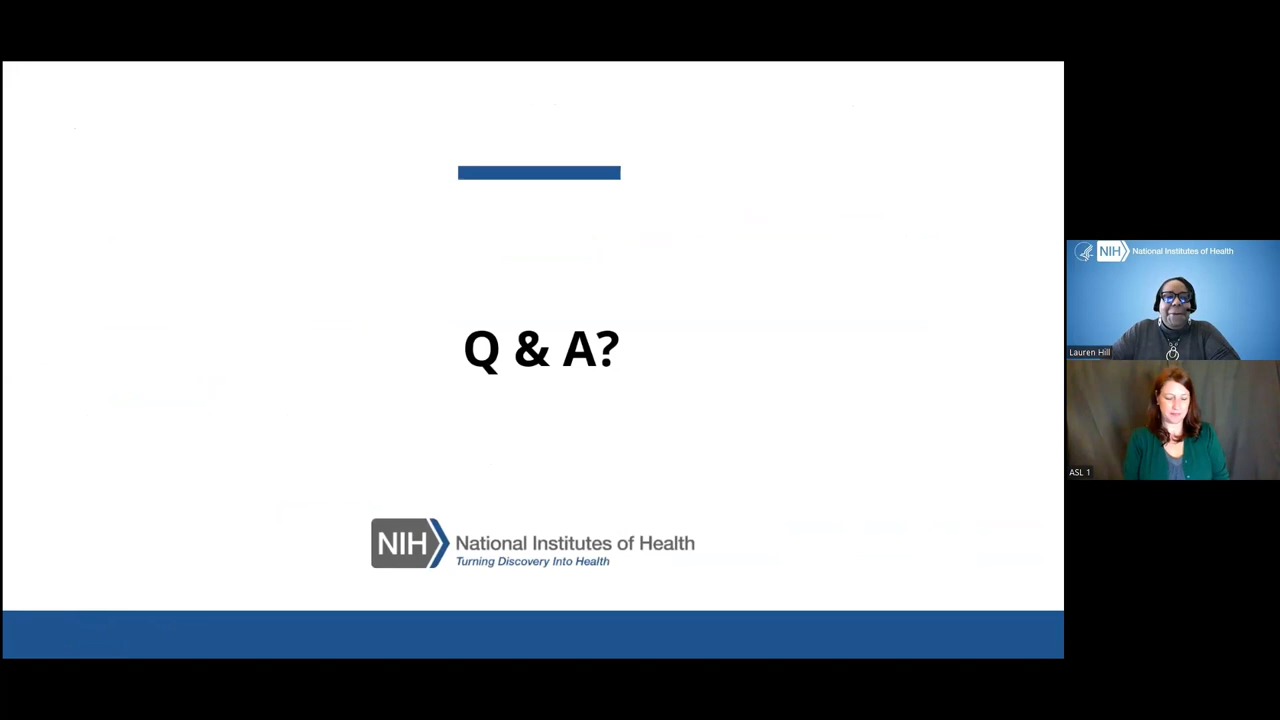 Q & A?
NIH
National Institutes of Health
Turning Discovery Into Health
NIH
National Institutes of Health
Lauren Hill
ASL 1